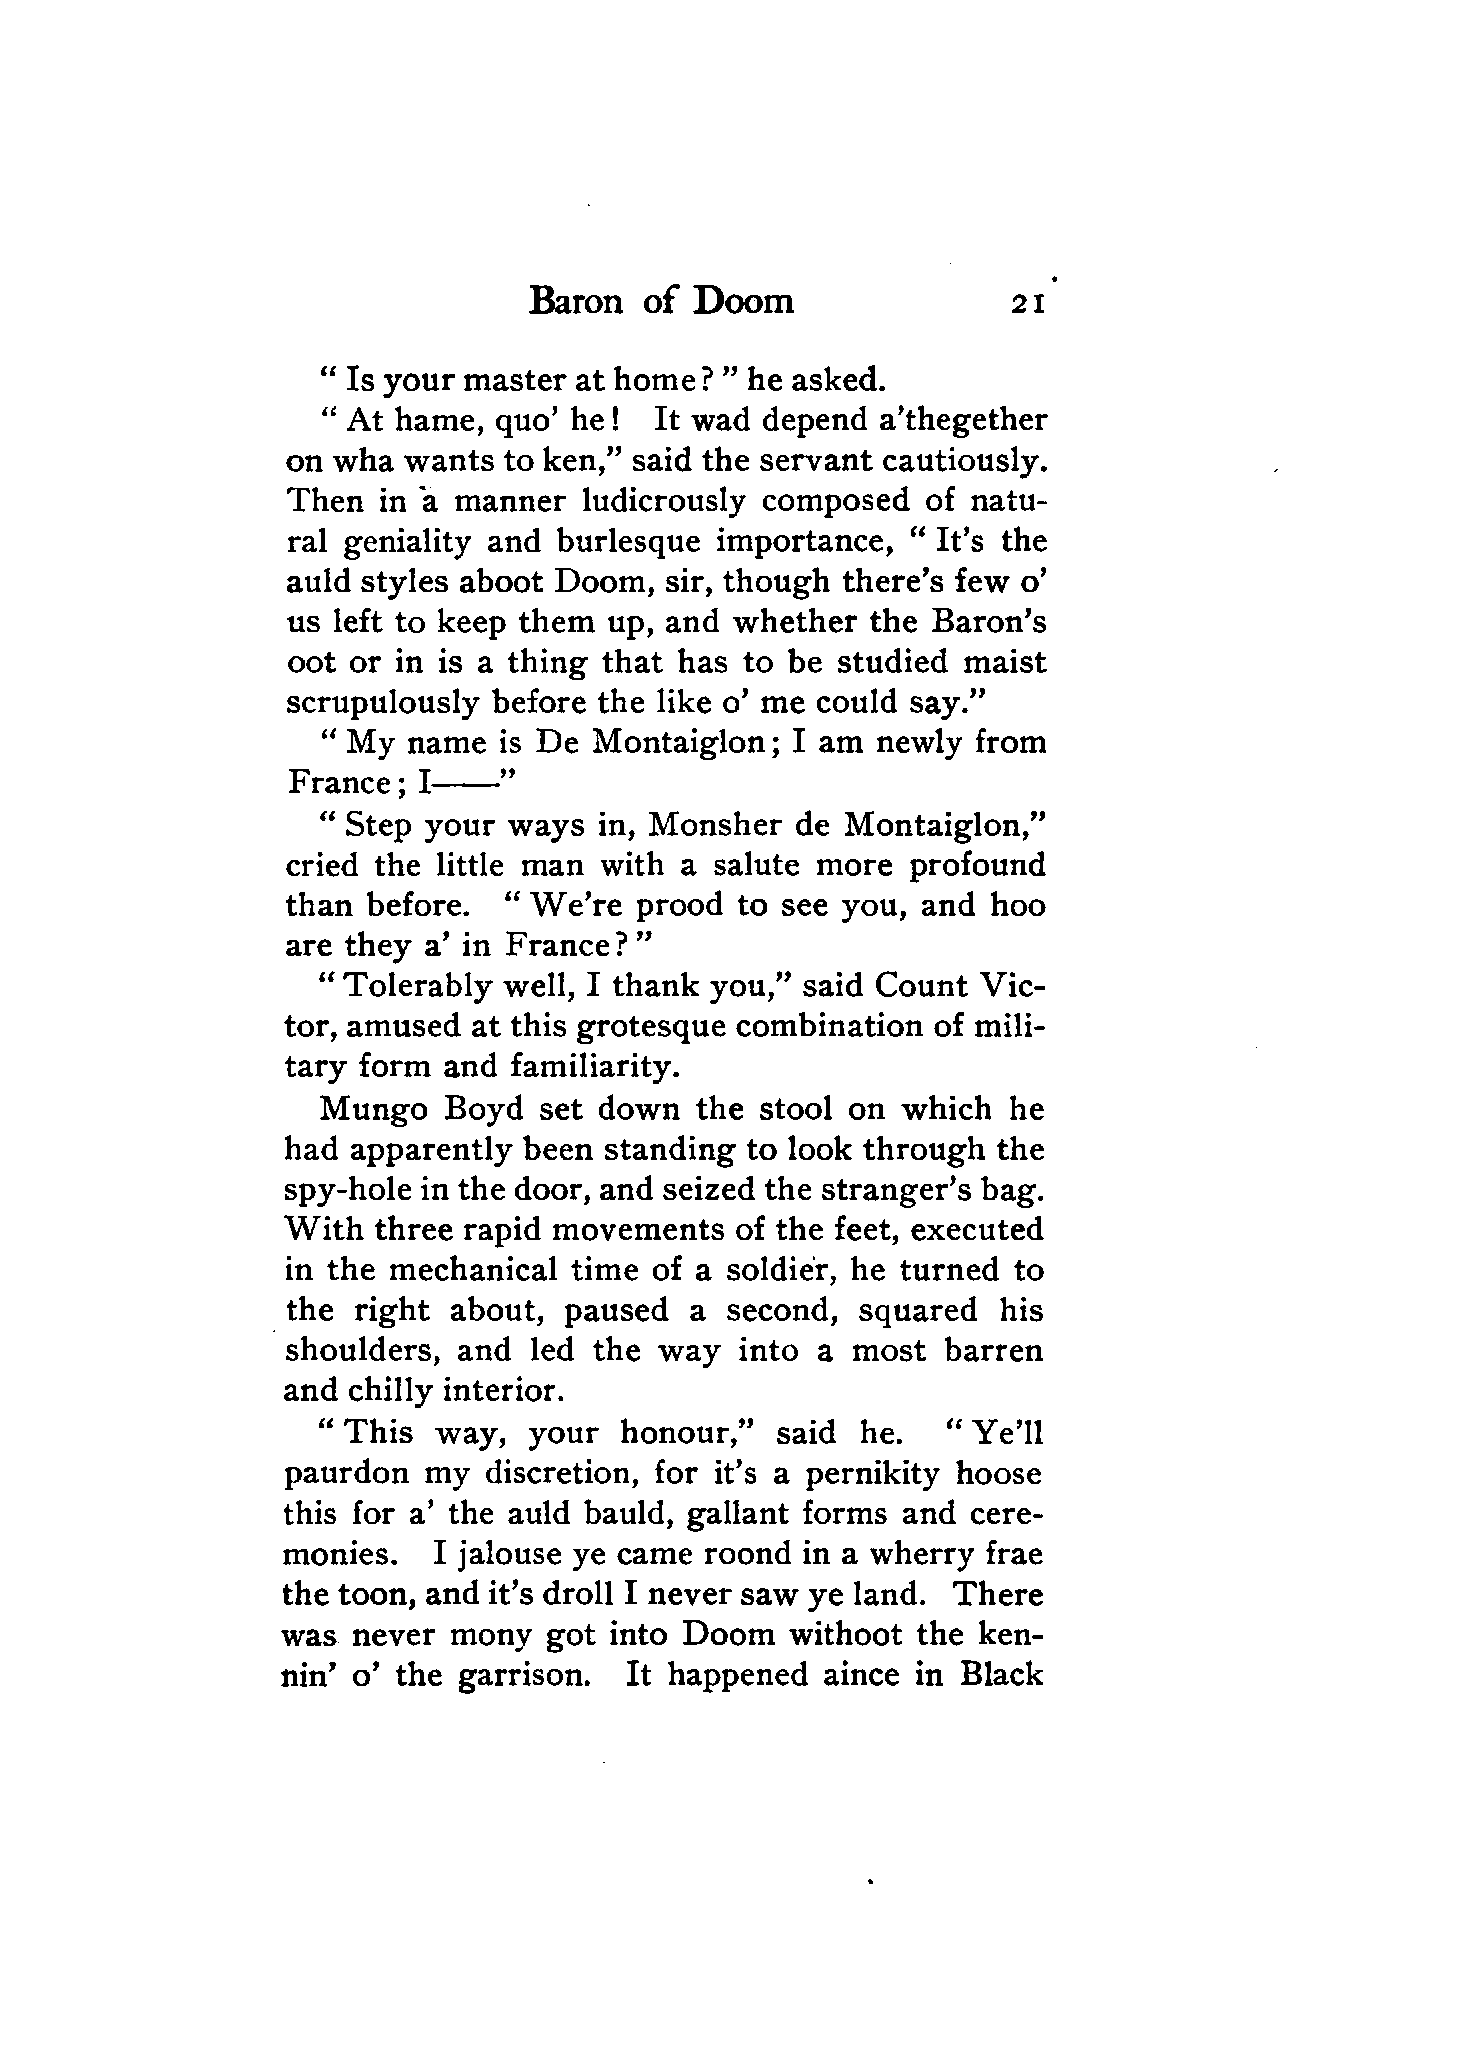 Baron of Doom 21
“ Is your master at home? ” he asked.
“ At hame, quo’ he! It wad depend a’thegether
on wha wants to ken,” said the servant cautiously.
Then in a manner ludicrously composed of natu-
ral geniality and burlesque importance, “ It’s the
auld styles aboot Doom, sir, though there’s few o’
us left to keep them up, and whether the Baron’s
oot or in is a thing that has to be studied maist
scrupulously before the like o’ me could say.”
“ My name is De Montaiglon; I am newly from
France; I——”
“ Step your ways in, Monsher de Montaiglon,”
cried the little man with a salute more profound
than before. “ We’re prood to see you, and hoo
are they a’ in France? ”
“ Tolerably well, I thank you,” said Count Vic-
tor, amused at this grotesque combination of mili-
tary form and familiarity.
Mungo Boyd set down the stool on which he
had apparently been standing to look through the
spy-hole in the door, and seized the stranger’s bag.
With three rapid movements of the feet, executed
in the mechanical time of a soldier, he turned to
the right about, paused a second, squared his
shoulders, and led the way into a most barren
and chilly interior.
“ This way, your honour,” said he. “ Ye’ll
paurdon my discretion, for it’s a pernikity hoose
this for a’ the auld bauld, gallant forms and cere-
monies. I jalouse ye came roond in a wherry frae
the toon, and it’s droll I never saw ye land. There
was never mony got into Doom withoot the ken-
nin’ o’ the garrison. It happened aince in Black